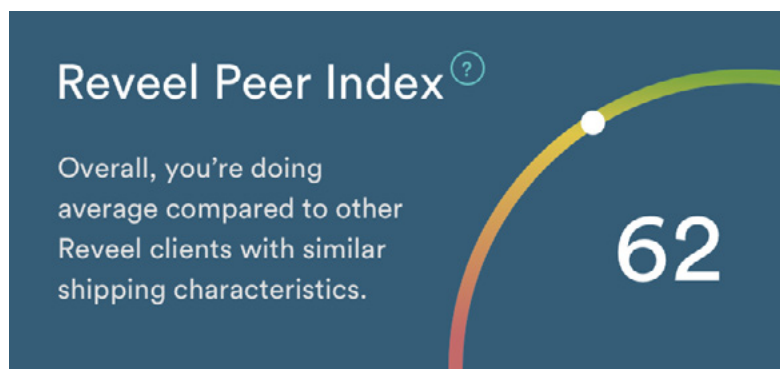 Reveel Peer Index ?
Overall, you’re doing
average compared to other
Reveel clients with similar
shipping characteristics.
62